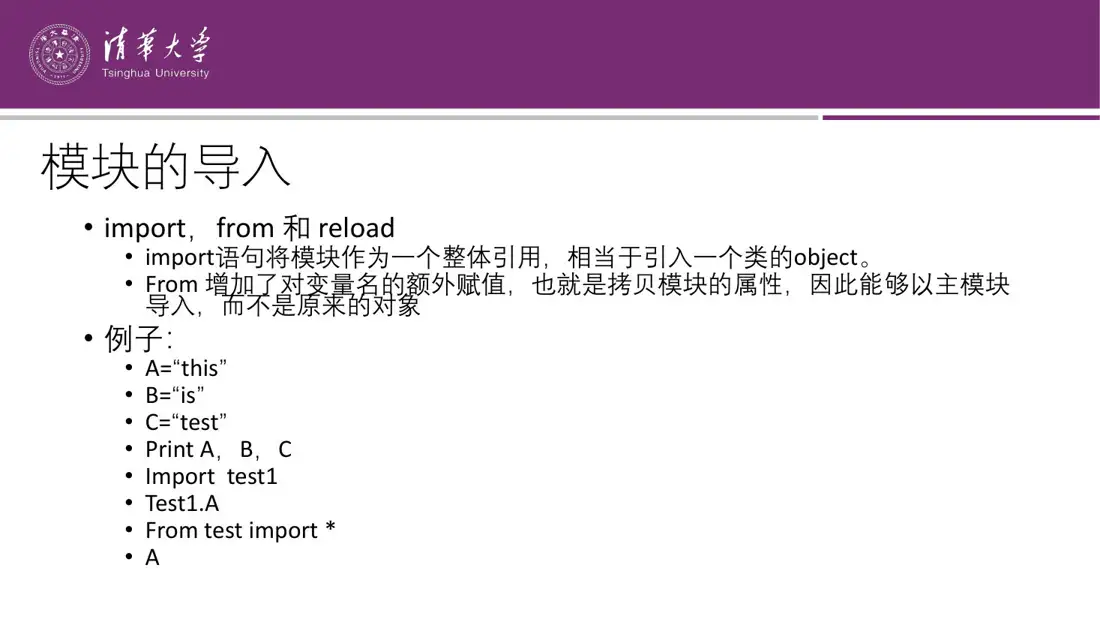 清华大学
Tsinghua University
模块的导入
• import，from 和 reload
• import语句将模块作为一个整体引用，相当于引入一个类的object。
• From 增加了对变量名的额外赋值，也就是拷贝模块的属性，因此能够以主模块
导入，而不是原来的对象
• 例子：
• A=“this”
• B=“is”
• C=“test”
• Print A，B，C
• Import  test1
• Test1.A
• From test import *
• A